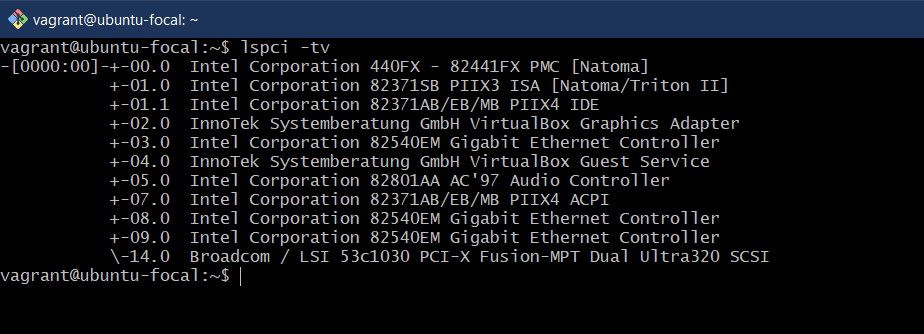 vagrant@ubuntu-focal: ~
vagrant@ubuntu-focal:~$ lspci -tv
-[0000:00]-+-00.0  Intel Corporation 440FX - 82441FX PMC [Natoma]
           +-01.0  Intel Corporation 82371SB PIIX3 ISA [Natoma/Triton II]
           +-01.1  Intel Corporation 82371AB/EB/MB PIIX4 IDE
           +-02.0  InnoTek Systemberatung GmbH VirtualBox Graphics Adapter
           +-03.0  Intel Corporation 82540EM Gigabit Ethernet Controller
           +-04.0  InnoTek Systemberatung GmbH VirtualBox Guest Service
           +-05.0  Intel Corporation 82801AA AC'97 Audio Controller
           +-07.0  Intel Corporation 82371AB/EB/MB PIIX4 ACPI
           +-08.0  Intel Corporation 82540EM Gigabit Ethernet Controller
           +-09.0  Intel Corporation 82540EM Gigabit Ethernet Controller
           \-14.0  Broadcom / LSI 53c1030 PCI-X Fusion-MPT Dual Ultra320 SCSI
vagrant@ubuntu-focal:~$